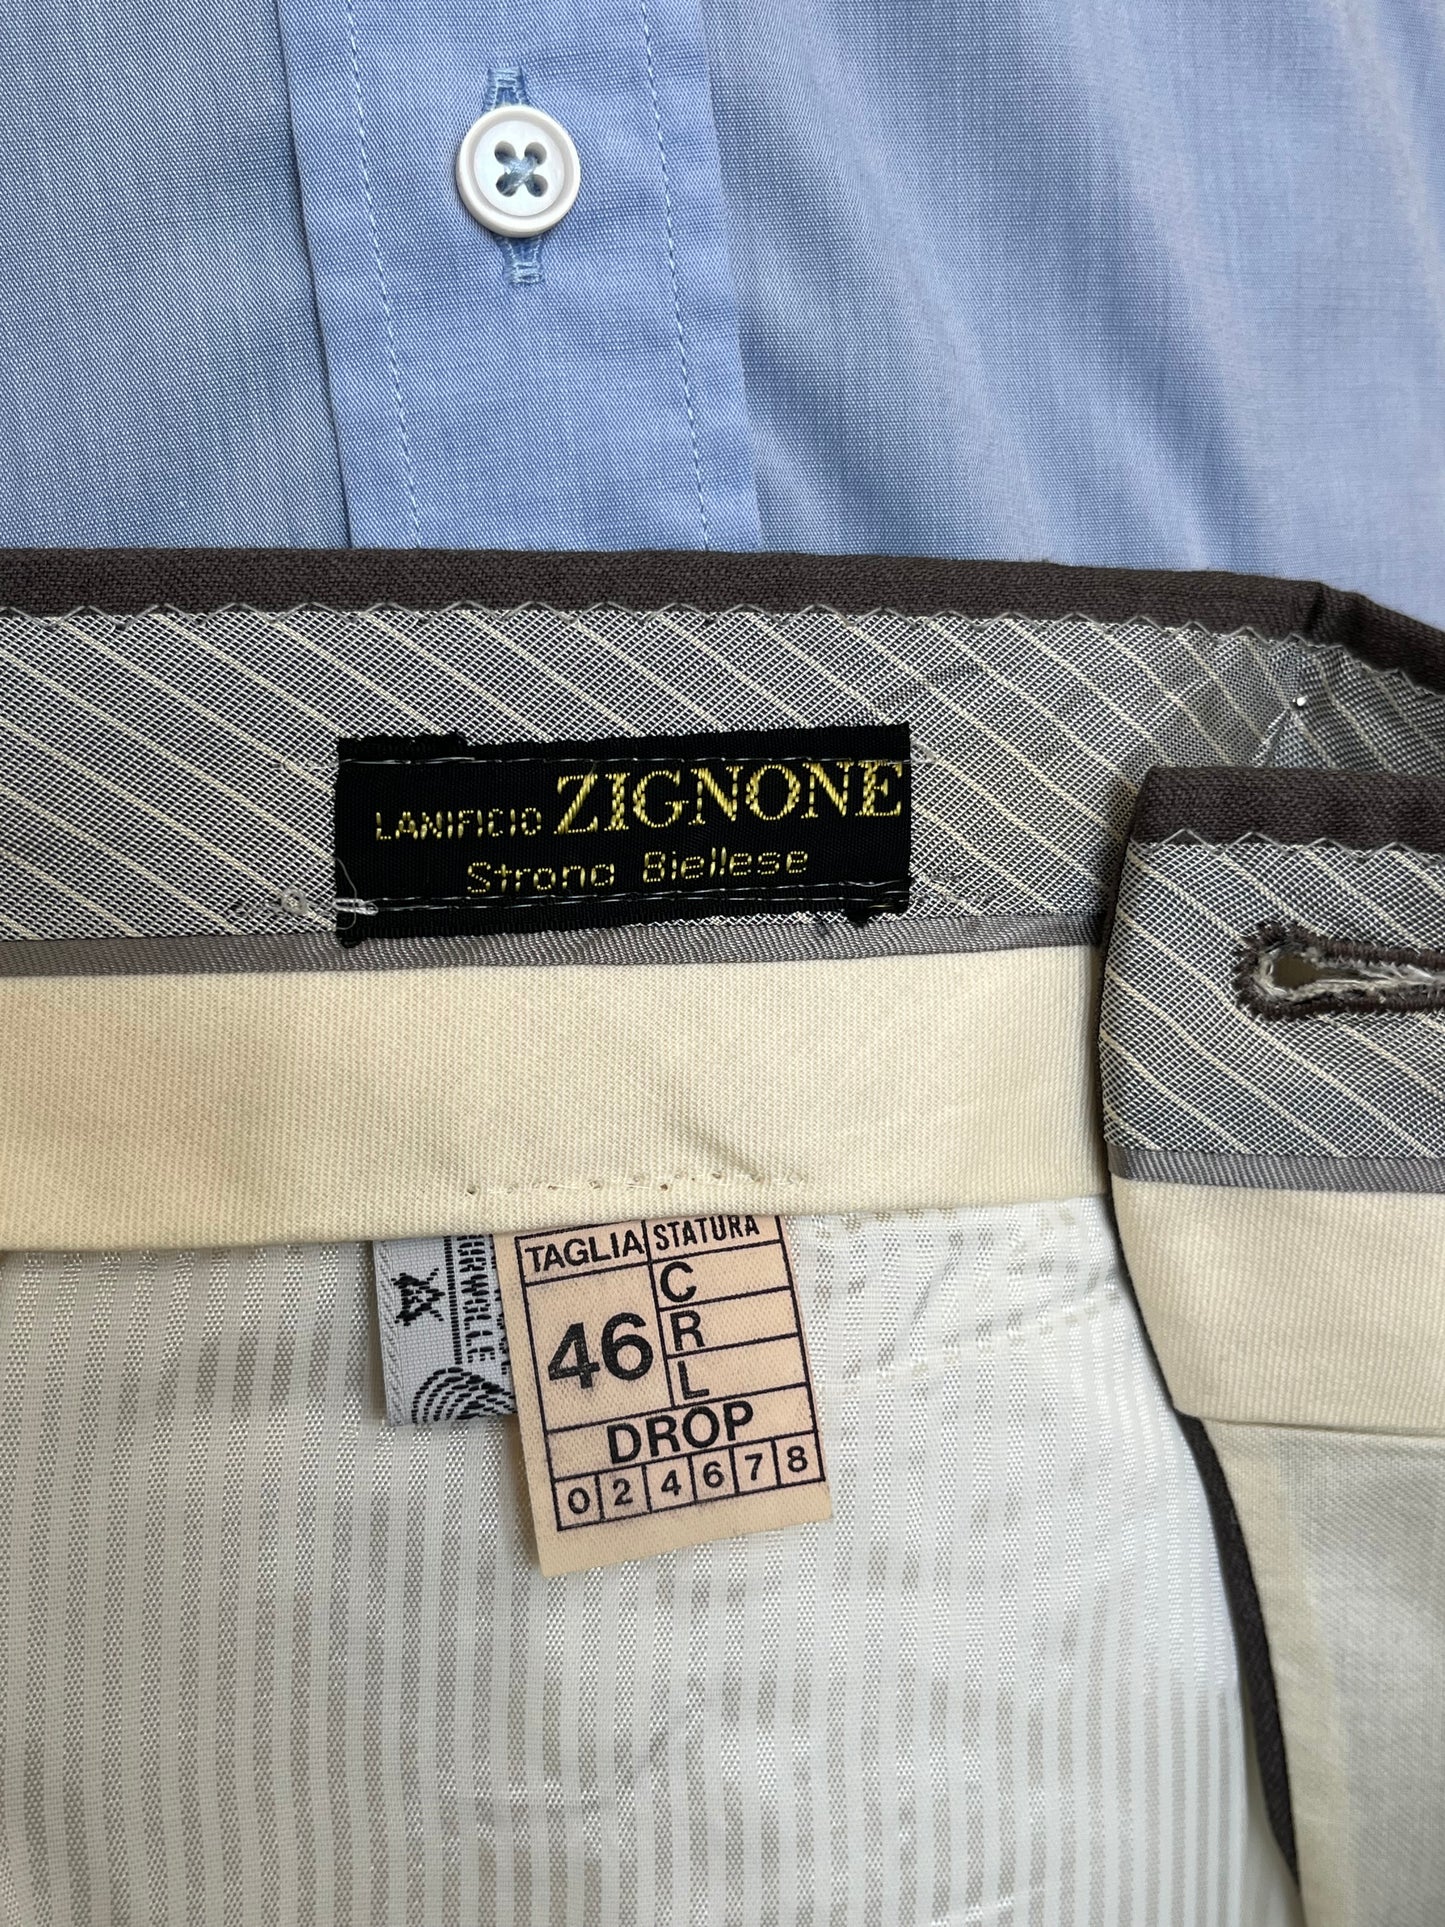 LANIFICIO ZIGNONE
Strona Biellese
TAGLIA STATURA
46
C
R
L
DROP
0 2 4 6 7 8